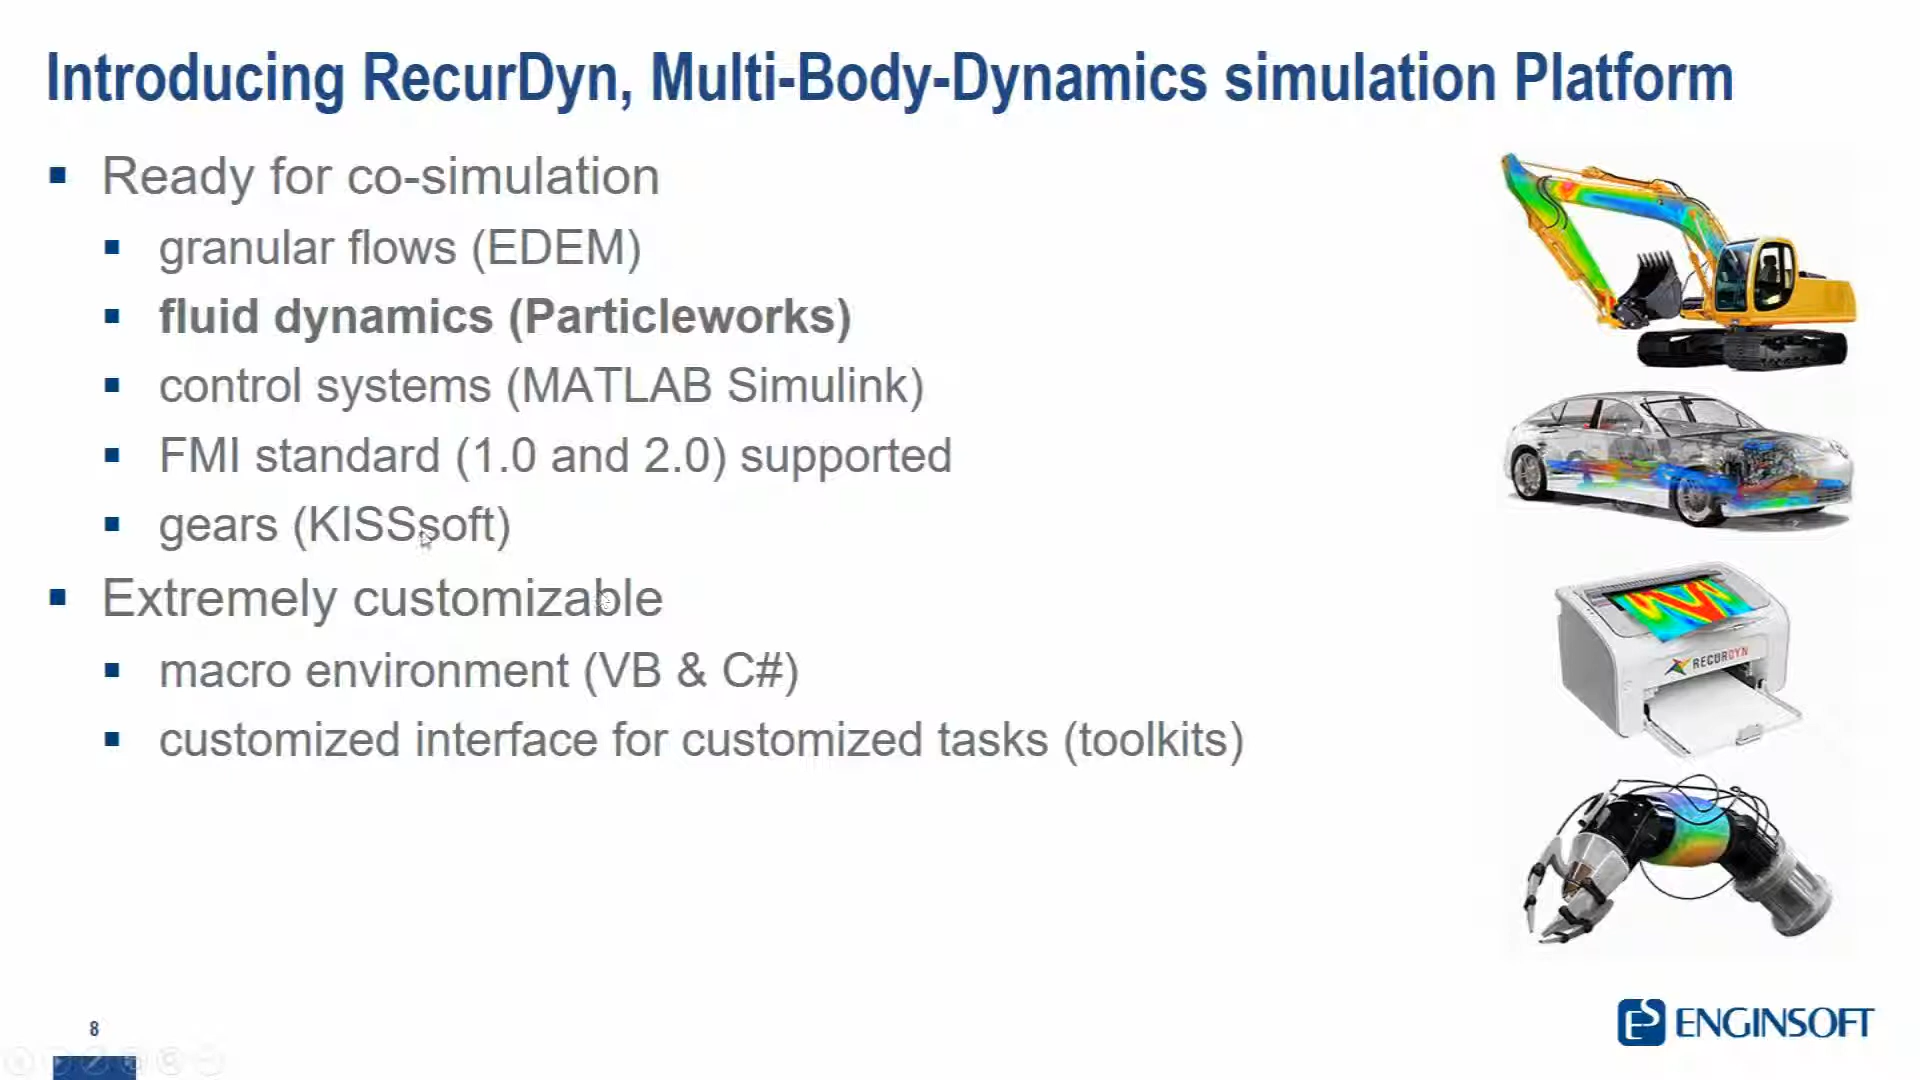 Introducing RecurDyn, Multi-Body-Dynamics simulation Platform
Ready for co-simulation
granular flows (EDEM)
fluid dynamics (Particleworks)
control systems (MATLAB Simulink)
FMI standard (1.0 and 2.0) supported
gears (KISSsoft)
Extremely customizable
macro environment (VB & C#)
customized interface for customized tasks (toolkits)
RECURDYN
8
ES ENGINSOFT